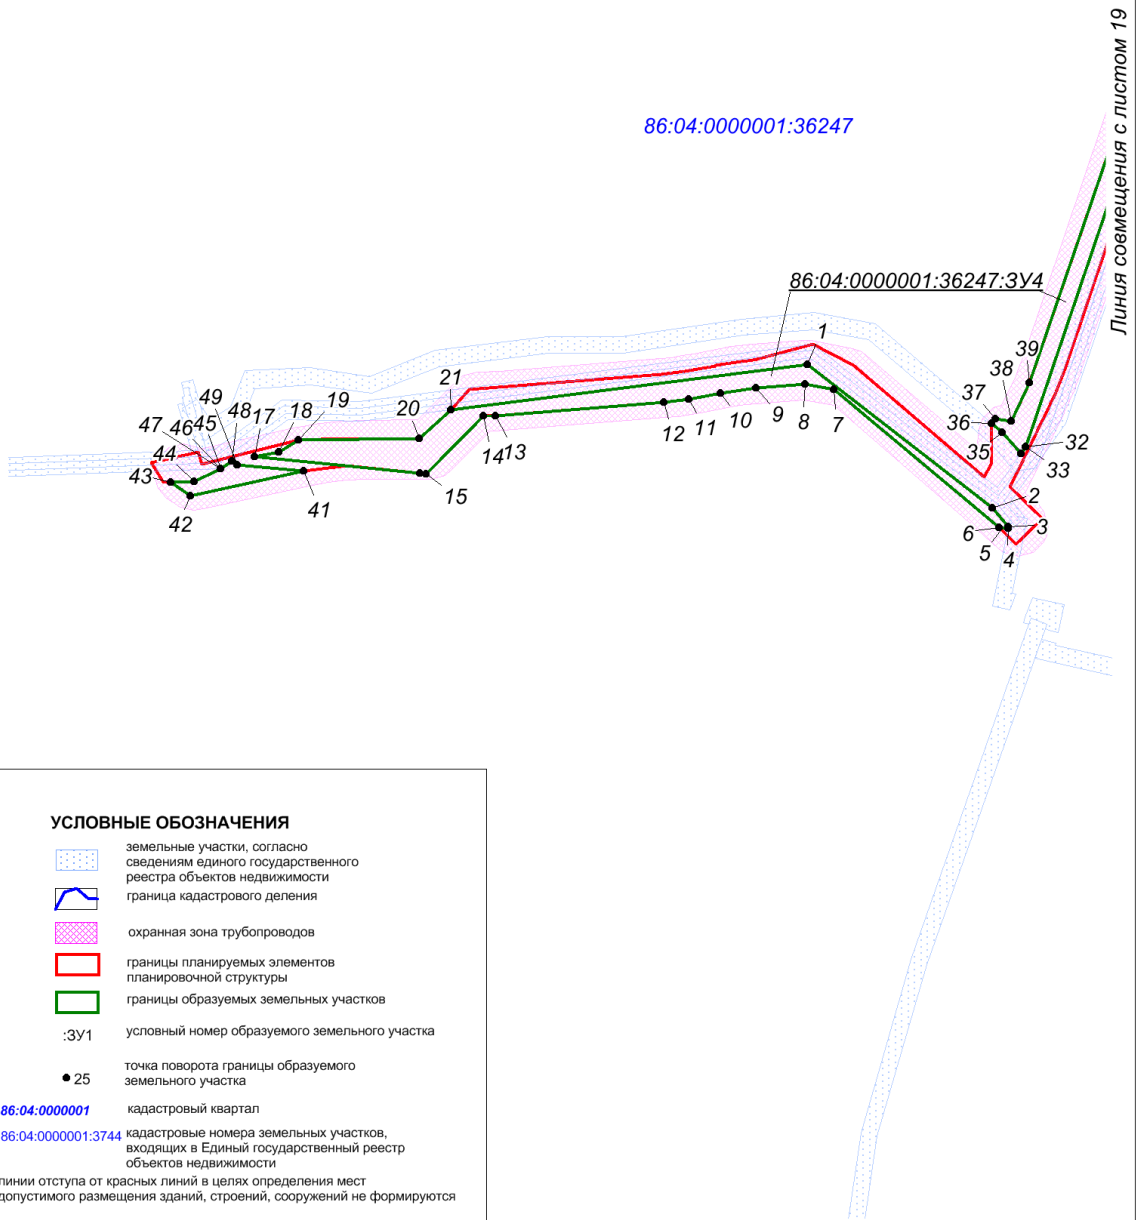 Линия совмещения с листом 19
86:04:0000001:36247
86:04:0000001:36247:ЗУ4
1
39
38
37
36
35
32
33
2
3
4
5
6
7
8
9
10
11
12
13
14
15
21
20
19
18
17
48
49
45
46
47
44
43
42
41
УСЛОВНЫЕ ОБОЗНАЧЕНИЯ
земельные участки, согласно
сведениям единого государственного
реестра объектов недвижимости
граница кадастрового деления
охранная зона трубопроводов
границы планируемых элементов
планировочной структуры
границы образуемых земельных участков
:ЗУ1 условный номер образуемого земельного участка
25 точка поворота границы образуемого
земельного участка
86:04:0000001 кадастровый квартал
86:04:0000001:3744 кадастровые номера земельных участков,
входящих в Единый государственный реестр
объектов недвижимости
линии отступа от красных линий в целях определения мест
допустимого размещения зданий, строений, сооружений не формируются